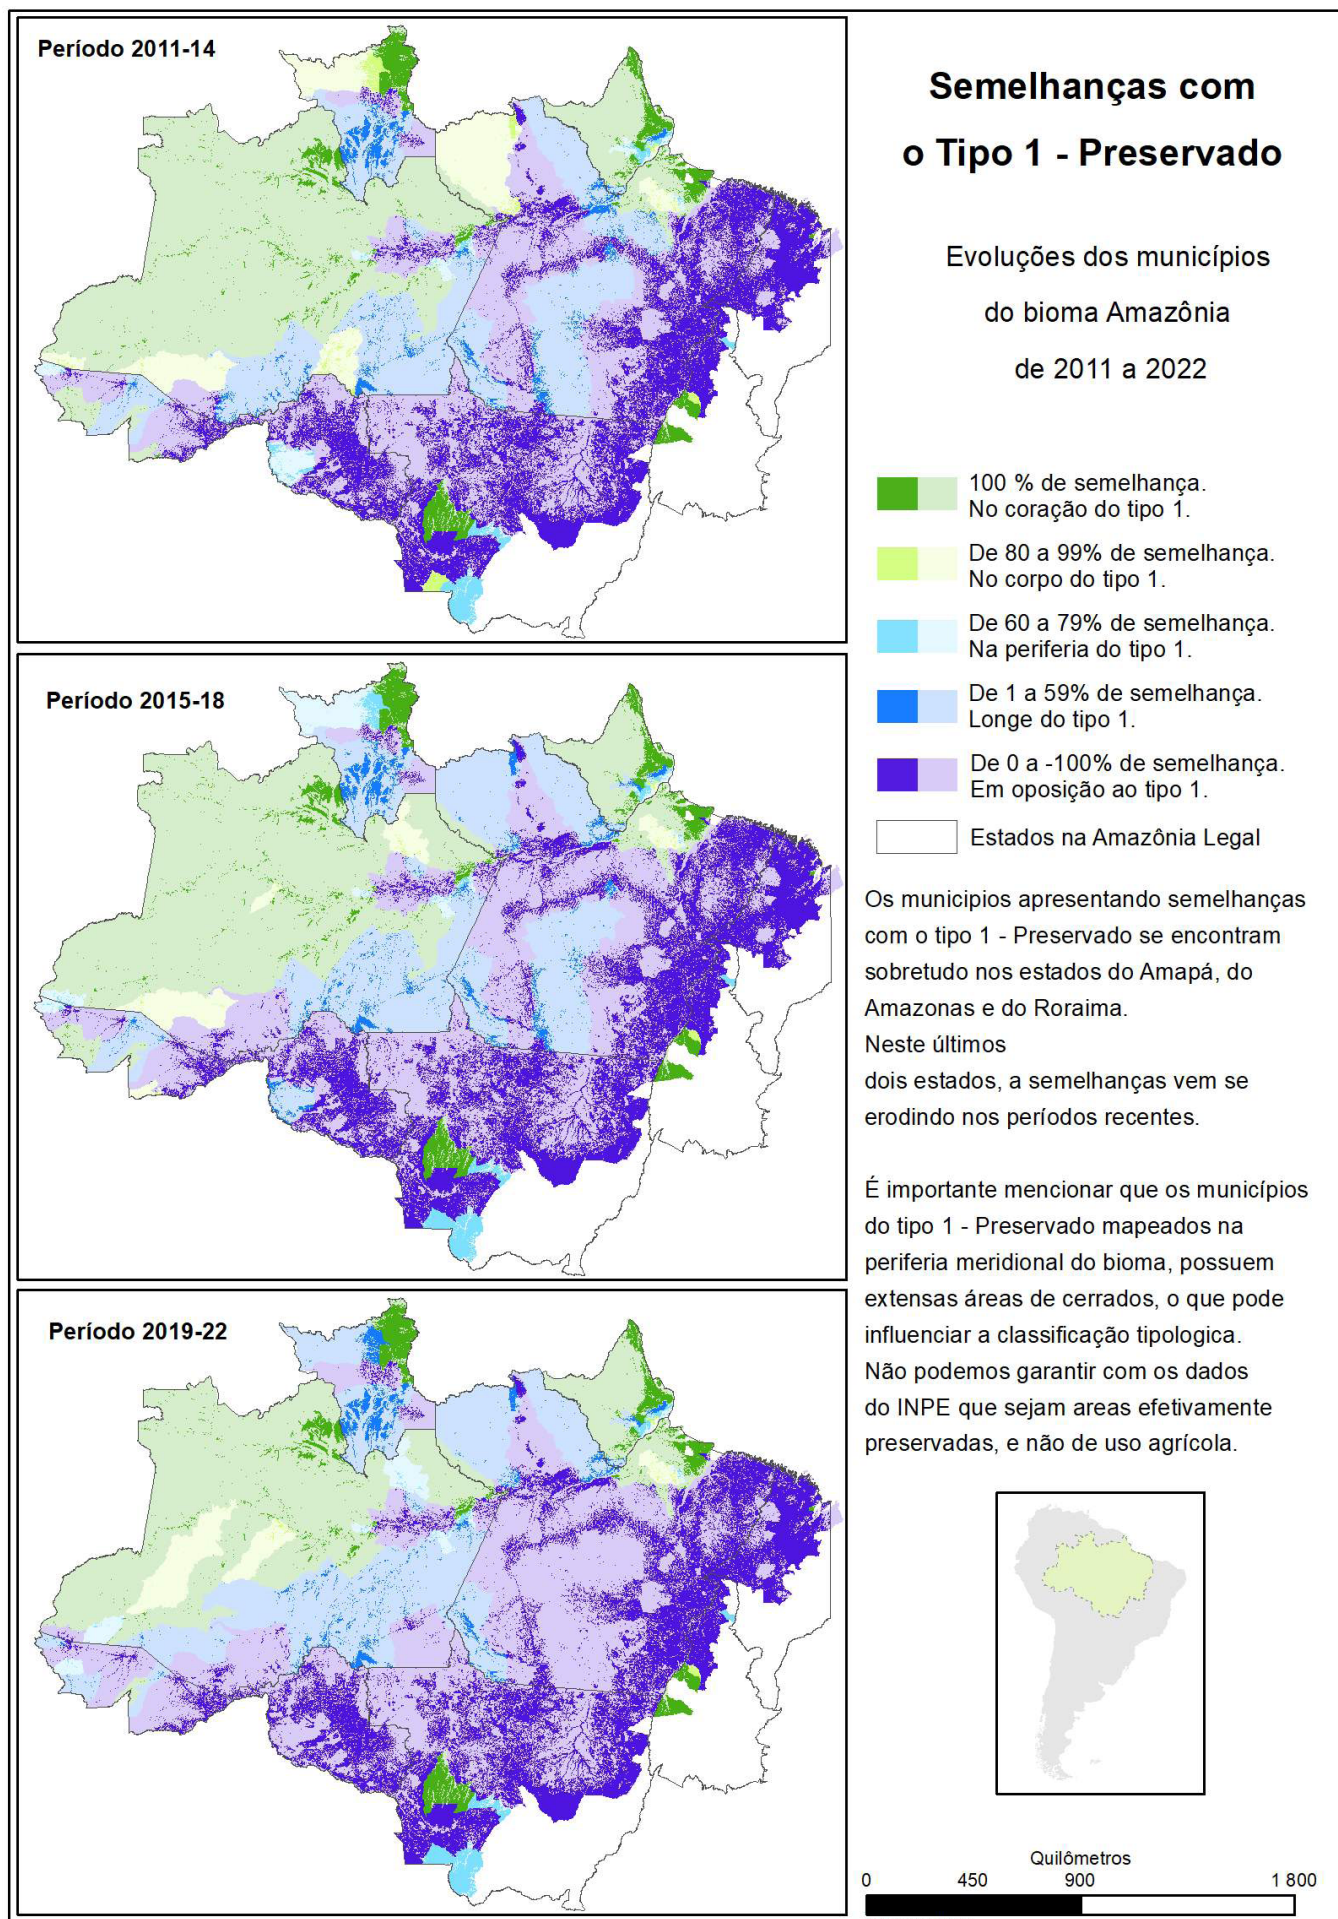 Período 2011-14
Período 2015-18
Período 2019-22
Semelhanças com
o Tipo 1 - Preservado
Evoluções dos municípios
do bioma Amazônia
de 2011 a 2022
100 % de semelhança.
No coração do tipo 1.
De 80 a 99% de semelhança.
No corpo do tipo 1.
De 60 a 79% de semelhança.
Na periferia do tipo 1.
De 1 a 59% de semelhança.
Longe do tipo 1.
De 0 a -100% de semelhança.
Em oposição ao tipo 1.
Estados na Amazônia Legal
Os municipios apresentando semelhanças
com o tipo 1 - Preservado se encontram
sobretudo nos estados do Amapá, do
Amazonas e do Roraima.
Neste últimos
dois estados, a semelhanças vem se
erodindo nos períodos recentes.
É importante mencionar que os municípios
do tipo 1 - Preservado mapeados na
periferia meridional do bioma, possuem
extensas áreas de cerrados, o que pode
influenciar a classificação tipologica.
Não podemos garantir com os dados
do INPE que sejam areas efetivamente
preservadas, e não de uso agrícola.
Quilômetros
0 450 900 1 800